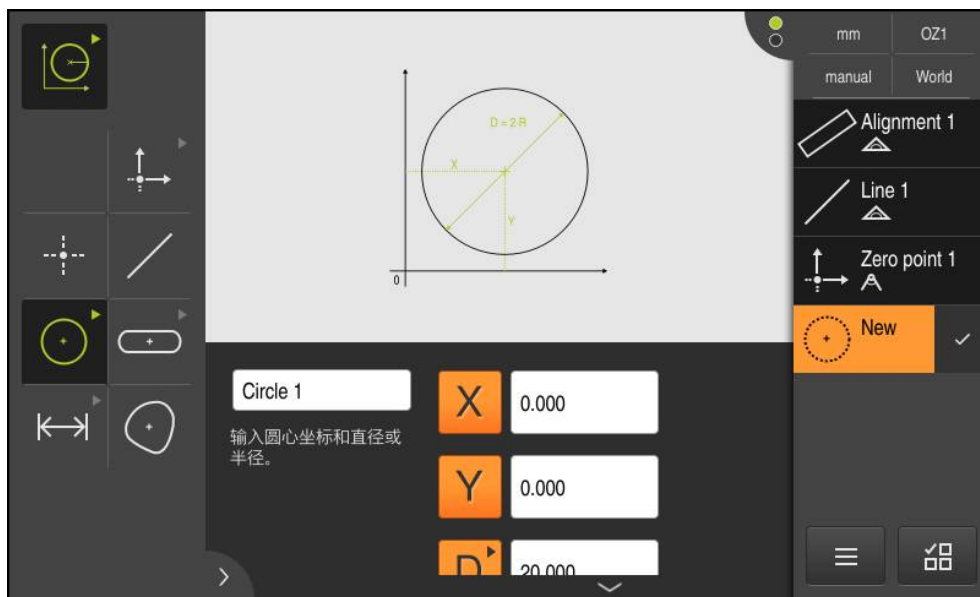 mm
OZ1
manual
World
D = 2·R
X
Y
0
Alignment 1
Line 1
Zero point 1
New
Circle 1
输入圆心坐标和直径或
半径。
X
0.000
Y
0.000
D
20.000